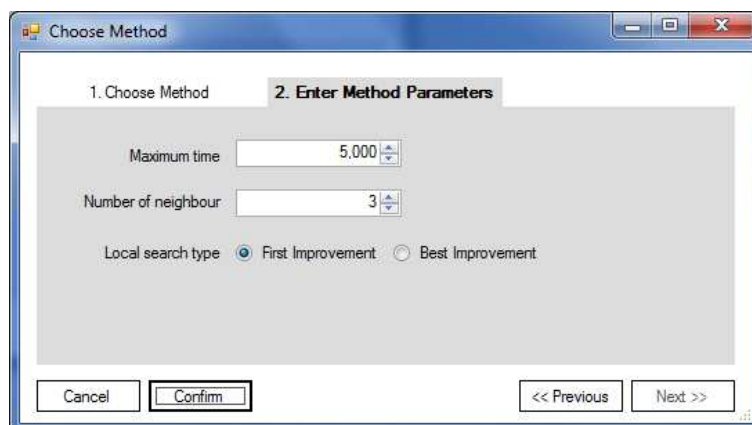 Choose Method
1. Choose Method 2. Enter Method Parameters
Maximum time 5,000
Number of neighbour 3
Local search type First Improvement Best Improvement
Cancel Confirm << Previous Next >>